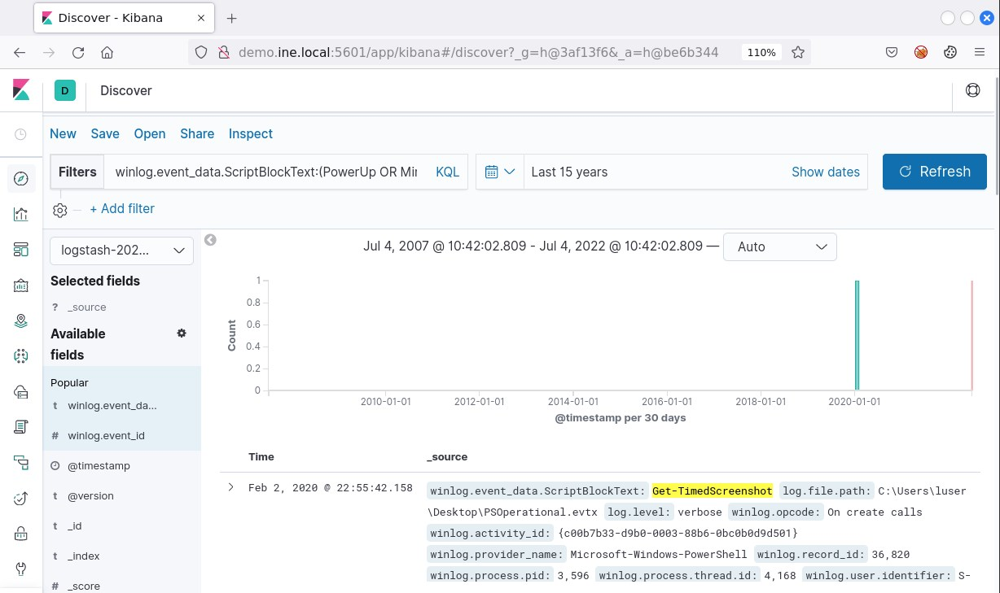 Discover - Kibana
demo.ine.local:5601/app/kibana#/discover?_g=h@3af13f6&_a=h@be6b344
110%
D
Discover
New Save Open Share Inspect
Filters winlog.event_data.ScriptBlockText:(PowerUp OR Mir KQL
Last 15 years Show dates
Refresh
+ Add filter
logstash-202...
Selected fields
? _source
Available
fields
Popular
t winlog.event_da...
# winlog.event_id
@timestamp
t @version
t _id
t _index
# _score
Jul 4, 2007 @ 10:42:02.809 - Jul 4, 2022 @ 10:42:02.809 — Auto
Count
1
0.8
0.6
0.4
0.2
0
2010-01-01 2012-01-01 2014-01-01 2016-01-01 2018-01-01 2020-01-01
@timestamp per 30 days
Time _source
Feb 2, 2020 @ 22:55:42.158 winlog.event_data.ScriptBlockText: Get-TimedScreenshot log.file.path: C:\Users\luser
\Desktop\PSOperational.evtx log.level: verbose winlog.opcode: On create calls
winlog.activity_id: {c00b7b33-d9b0-0003-88b6-0bc0b0d9d501}
winlog.provider_name: Microsoft-Windows-PowerShell winlog.record_id: 36,820
winlog.process.pid: 3,596 winlog.process.thread.id: 4,168 winlog.user.identifier: S-